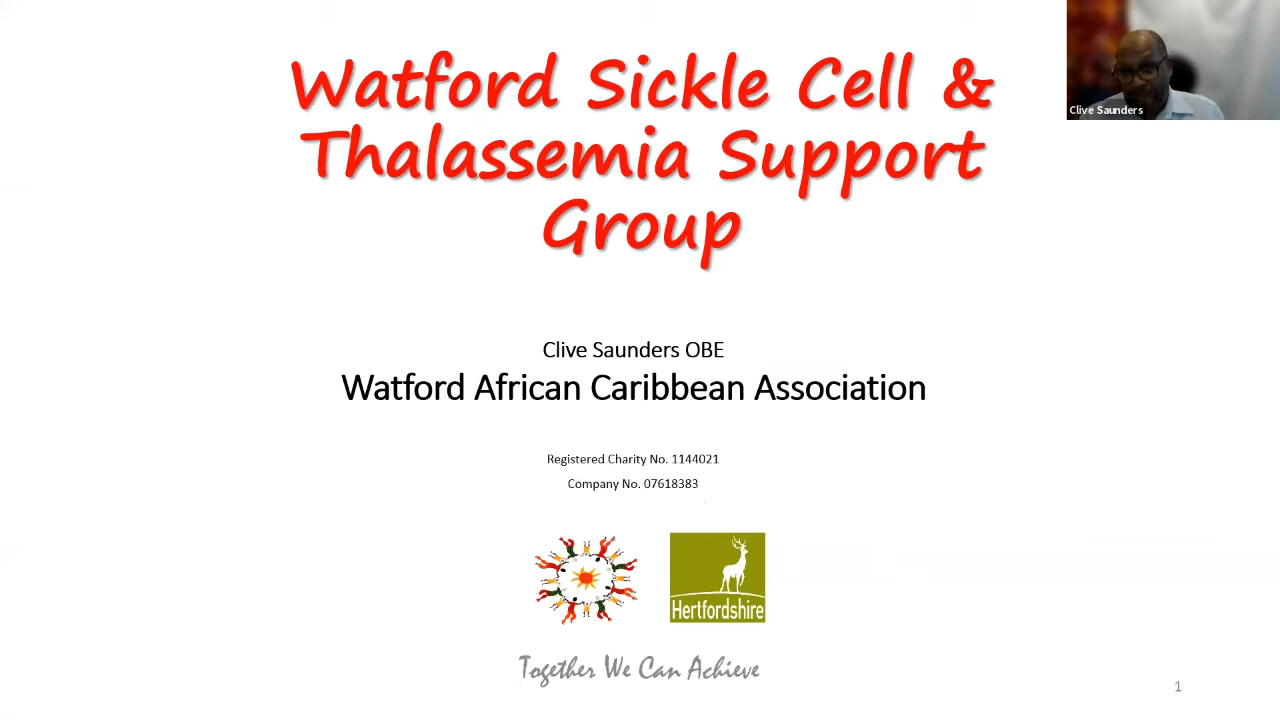 Watford Sickle Cell &
Thalassemia Support
Group
Clive Saunders
Clive Saunders OBE
Watford African Caribbean Association
Registered Charity No. 1144021
Company No. 07618383
Hertfordshire
Together We Can Achieve
1